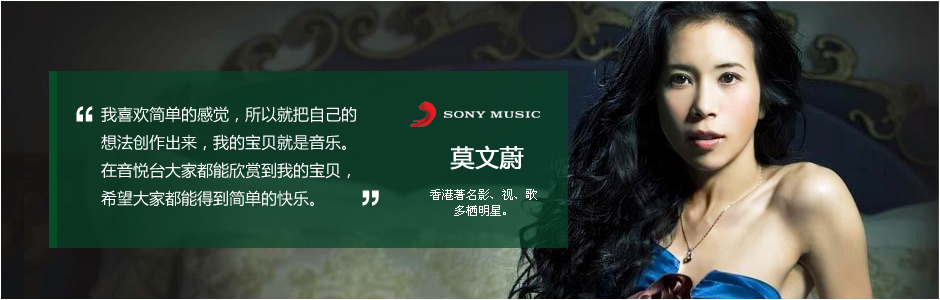 “我喜欢简单的感觉，所以就把自己的
想法创作出来，我的宝贝就是音乐。
在音悦台大家都能欣赏到我的宝贝，
希望大家都能得到简单的快乐。”
SONY MUSIC
莫文蔚
香港著名影、视、歌
多栖明星。